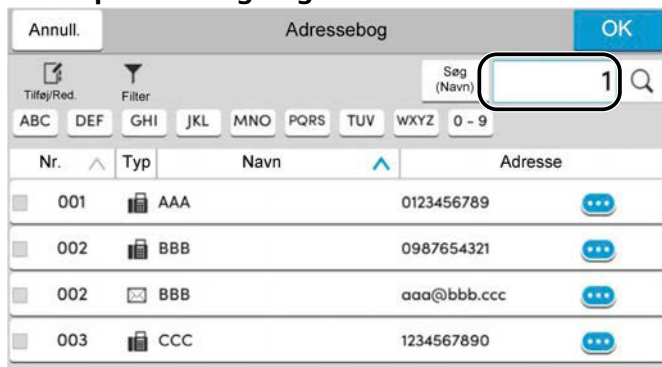 Annull. Adressebog OK
Tilføj/Red. Filter Søg (Navn) 1
ABC DEF GHI JKL MNO PQRS TUV WXYZ 0 - 9
Nr. Typ Navn Adresse
001 AAA 0123456789
002 BBB 0987654321
002 BBB aaa@bbb.ccc
003 CCC 1234567890